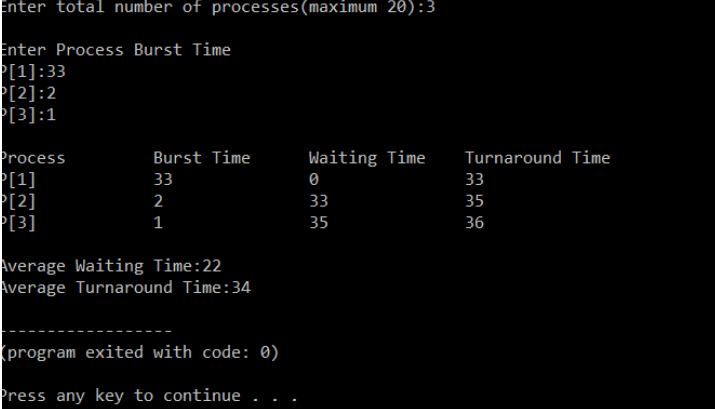 Enter total number of processes(maximum 20):3
Enter Process Burst Time
P[1]:33
P[2]:2
P[3]:1
Process Burst Time Waiting Time Turnaround Time
P[1] 33 0 33
P[2] 2 33 35
P[3] 1 35 36
Average Waiting Time:22
Average Turnaround Time:34
------------------
(program exited with code: 0)
Press any key to continue . . .